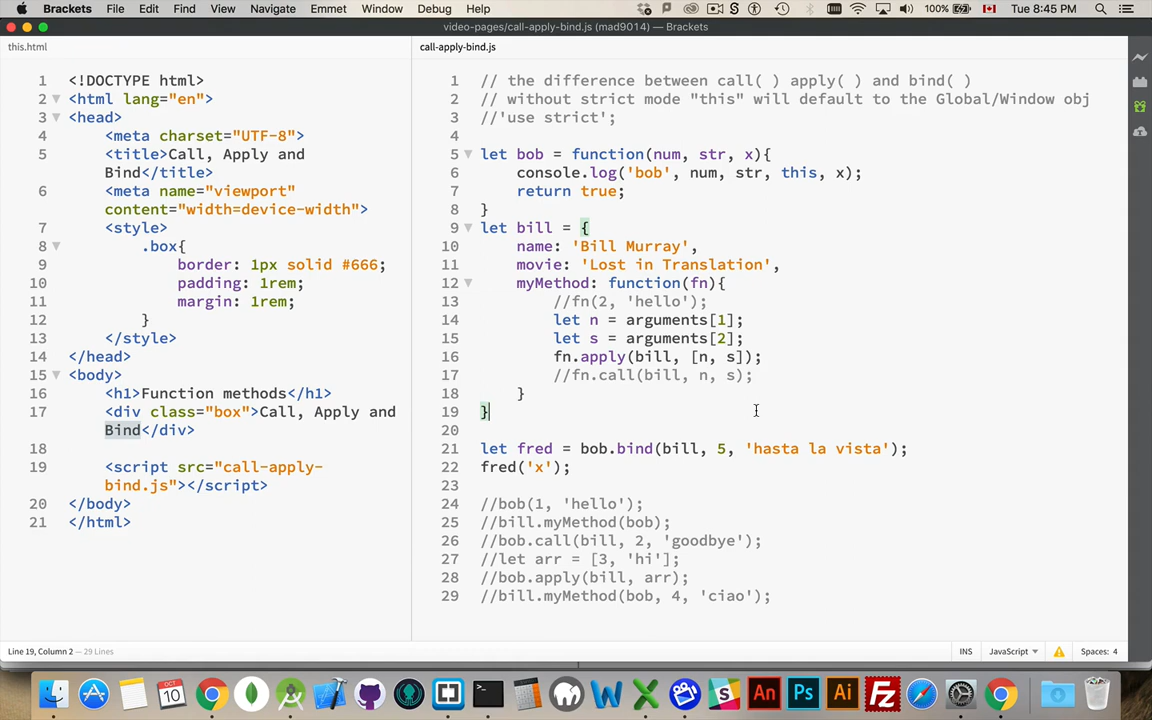 Brackets File Edit Find View Navigate Emmet Window Debug Help 100% Tue 8:45 PM
video-pages/call-apply-bind.js (mad9014) — Brackets
this.html
1 <!DOCTYPE html>
2 <html lang="en">
3 <head>
4 <meta charset="UTF-8">
5 <title>Call, Apply and
Bind</title>
6 <meta name="viewport"
content="width=device-width">
7 <style>
8 .box{
9 border: 1px solid #666;
10 padding: 1rem;
11 margin: 1rem;
12 }
13 </style>
14 </head>
15 <body>
16 <h1>Function methods</h1>
17 <div class="box">Call, Apply and
Bind</div>
18
19 <script src="call-apply-
bind.js"></script>
20 </body>
21 </html>
call-apply-bind.js
1 // the difference between call( ) apply( ) and bind( )
2 // without strict mode "this" will default to the Global/Window obj
3 //'use strict';
4
5 let bob = function(num, str, x){
6 console.log('bob', num, str, this, x);
7 return true;
8 }
9 let bill = {
10 name: 'Bill Murray',
11 movie: 'Lost in Translation',
12 myMethod: function(fn){
13 //fn(2, 'hello');
14 let n = arguments[1];
15 let s = arguments[2];
16 fn.apply(bill, [n, s]);
17 //fn.call(bill, n, s);
18 }
19 }
20
21 let fred = bob.bind(bill, 5, 'hasta la vista');
22 fred('x');
23
24 //bob(1, 'hello');
25 //bill.myMethod(bob);
26 //bob.call(bill, 2, 'goodbye');
27 //let arr = [3, 'hi'];
28 //bob.apply(bill, arr);
29 //bill.myMethod(bob, 4, 'ciao');
Line 19, Column 2 — 29 Lines
INS JavaScript Spaces: 4
10
An Ps Ai FZ